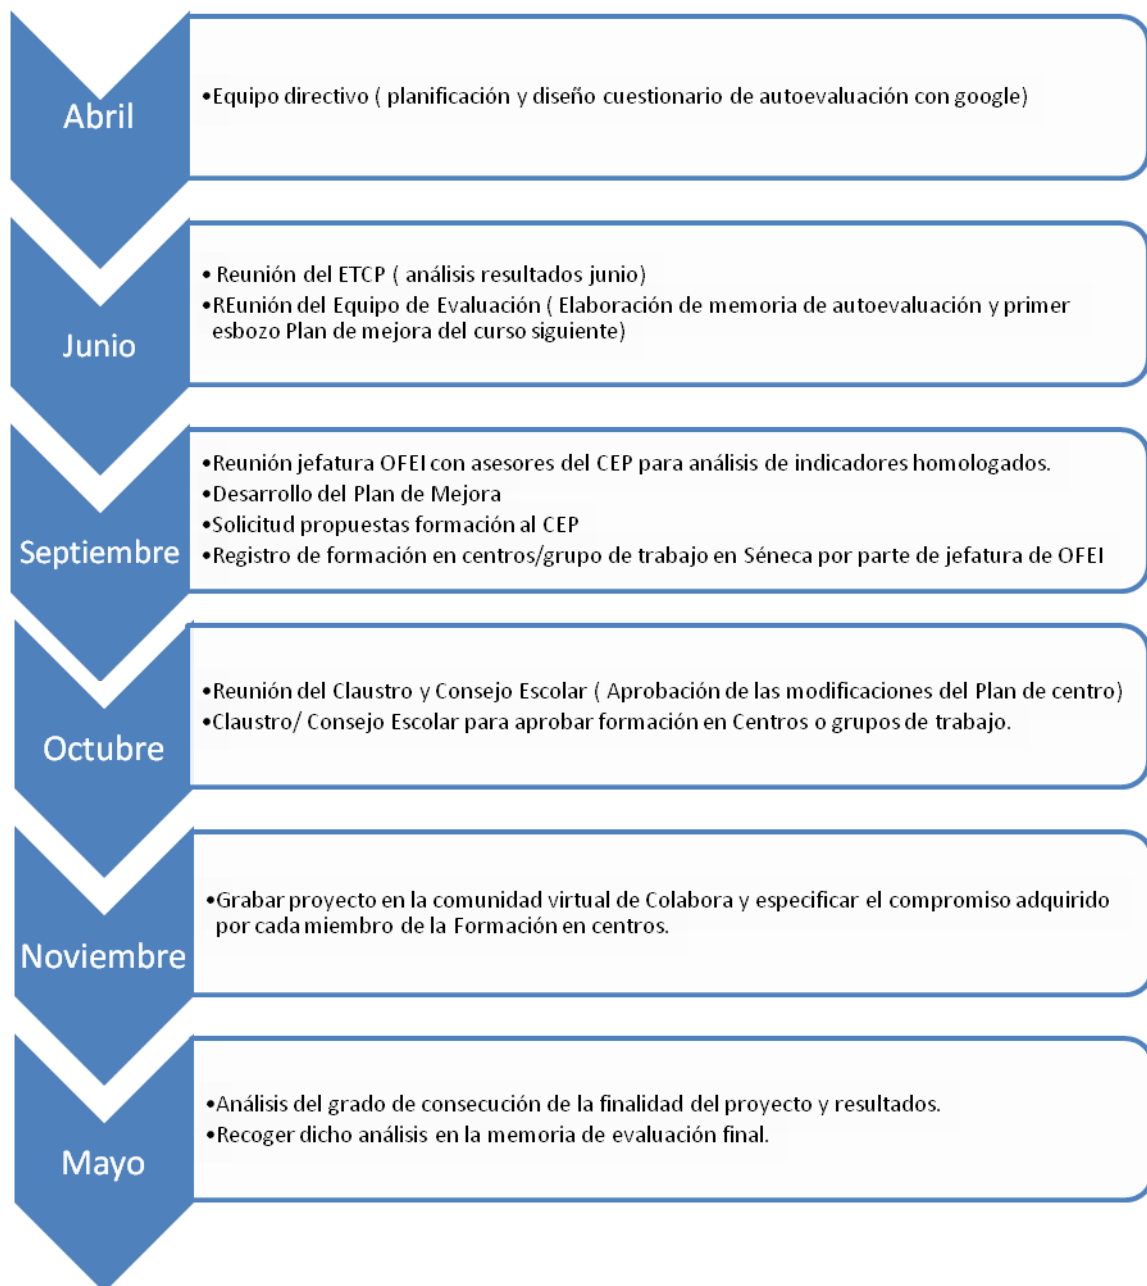 Abril
•Equipo directivo ( planificación y diseño cuestionario de autoevaluación con google)
Junio
• Reunión del ETCP ( análisis resultados junio)
•REunión del Equipo de Evaluación ( Elaboración de memoria de autoevaluación y primer
esbozo Plan de mejora del curso siguiente)
Septiembre
•Reunión jefatura OFEI con asesores del CEP para análisis de indicadores homologados.
•Desarrollo del Plan de Mejora
•Solicitud propuestas formación al CEP
•Registro de formación en centros/grupo de trabajo en Séneca por parte de jefatura de OFEI
Octubre
•Reunión del Claustro y Consejo Escolar ( Aprobación de las modificaciones del Plan de centro)
•Claustro/ Consejo Escolar para aprobar formación en Centros o grupos de trabajo.
Noviembre
•Grabar proyecto en la comunidad virtual de Colabora y especificar el compromiso adquirido
por cada miembro de la Formación en centros.
Mayo
•Análisis del grado de consecución de la finalidad del proyecto y resultados.
•Recoger dicho análisis en la memoria de evaluación final.